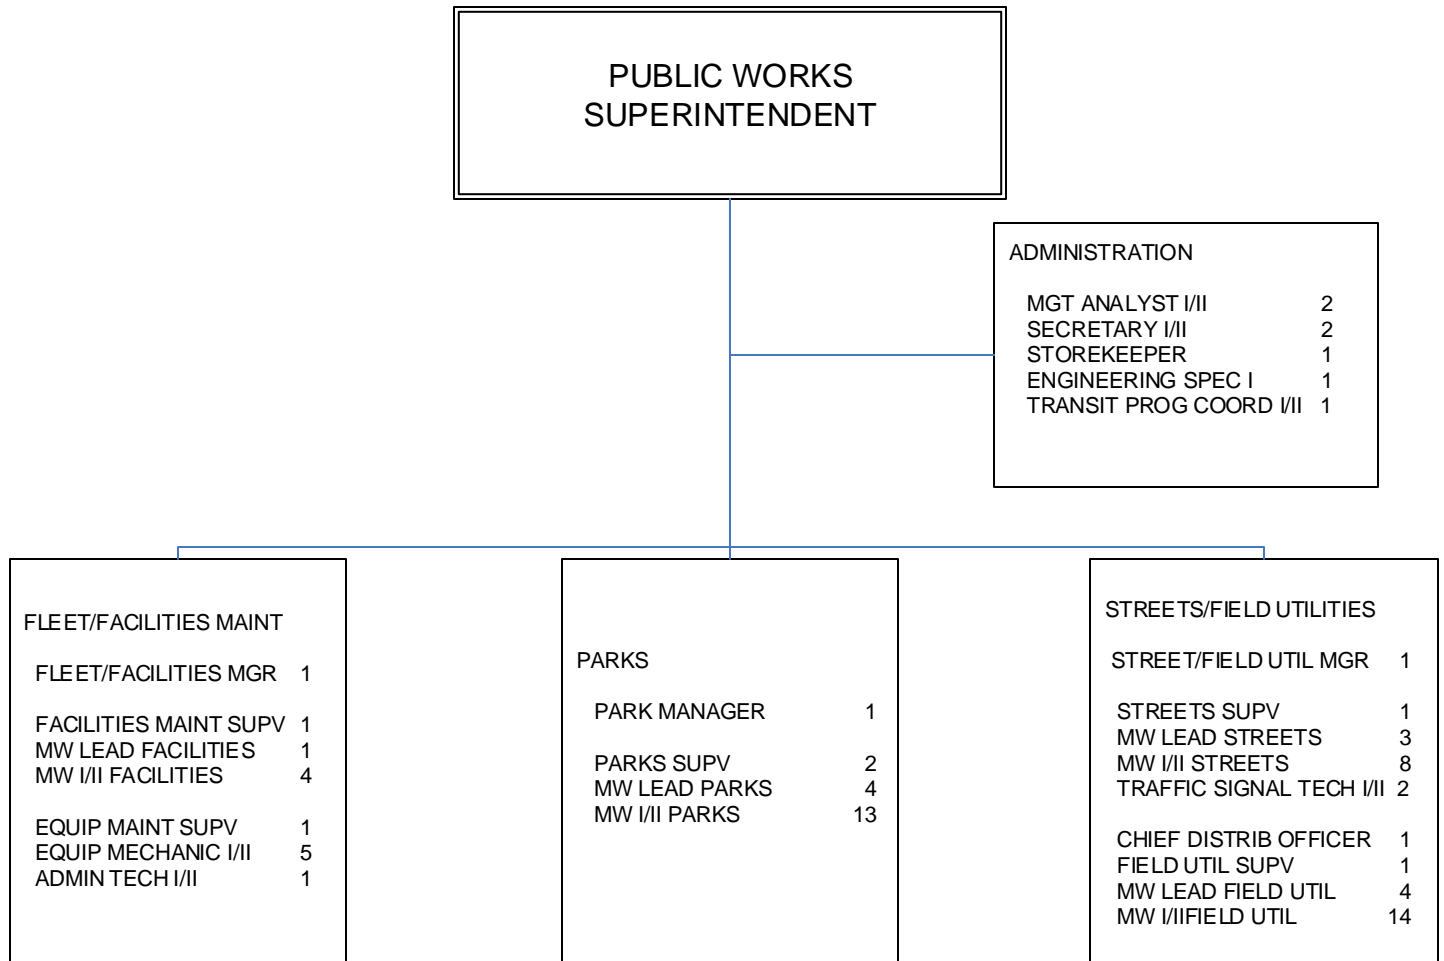 PUBLIC WORKS
SUPERINTENDENT
ADMINISTRATION
MGT ANALYST I/II 2
SECRETARY I/II 2
STOREKEEPER 1
ENGINEERING SPEC I 1
TRANSIT PROG COORD I/II 1
FLEET/FACILITIES MAINT
FLEET/FACILITIES MGR 1
FACILITIES MAINT SUPV 1
MW LEAD FACILITIES 1
MW I/II FACILITIES 4
EQUIP MAINT SUPV 1
EQUIP MECHANIC I/II 5
ADMIN TECH I/II 1
PARKS
PARK MANAGER 1
PARKS SUPV 2
MW LEAD PARKS 4
MW I/II PARKS 13
STREETS/FIELD UTILITIES
STREET/FIELD UTIL MGR 1
STREETS SUPV 1
MW LEAD STREETS 3
MW I/II STREETS 8
TRAFFIC SIGNAL TECH I/II 2
CHIEF DISTRIB OFFICER 1
FIELD UTIL SUPV 1
MW LEAD FIELD UTIL 4
MW I/IIFIELD UTIL 14